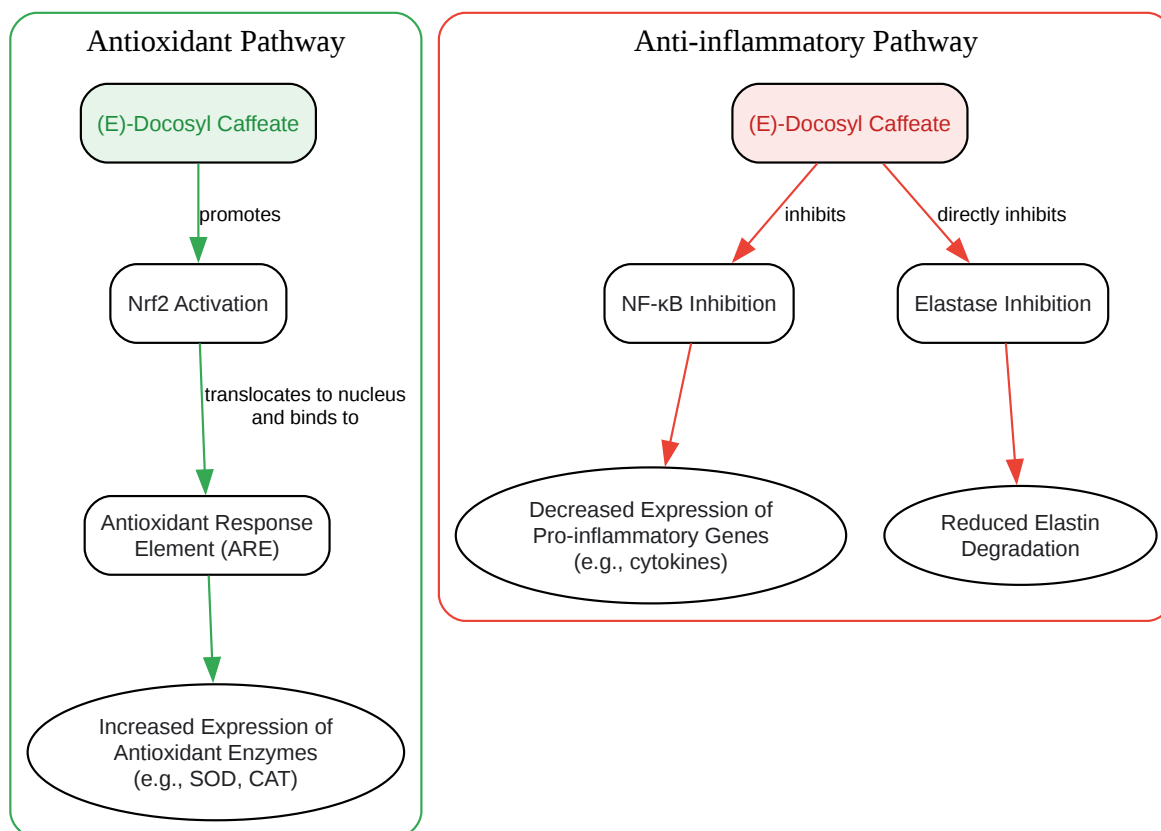 Antioxidant Pathway
(E)-Docosyl Caffeate
promotes
Nrf2 Activation
translocates to nucleus
and binds to
Antioxidant Response
Element (ARE)
Increased Expression of
Antioxidant Enzymes
(e.g., SOD, CAT)
Anti-inflammatory Pathway
(E)-Docosyl Caffeate
inhibits
directly inhibits
NF-κB Inhibition
Elastase Inhibition
Decreased Expression of
Pro-inflammatory Genes
(e.g., cytokines)
Reduced Elastin
Degradation